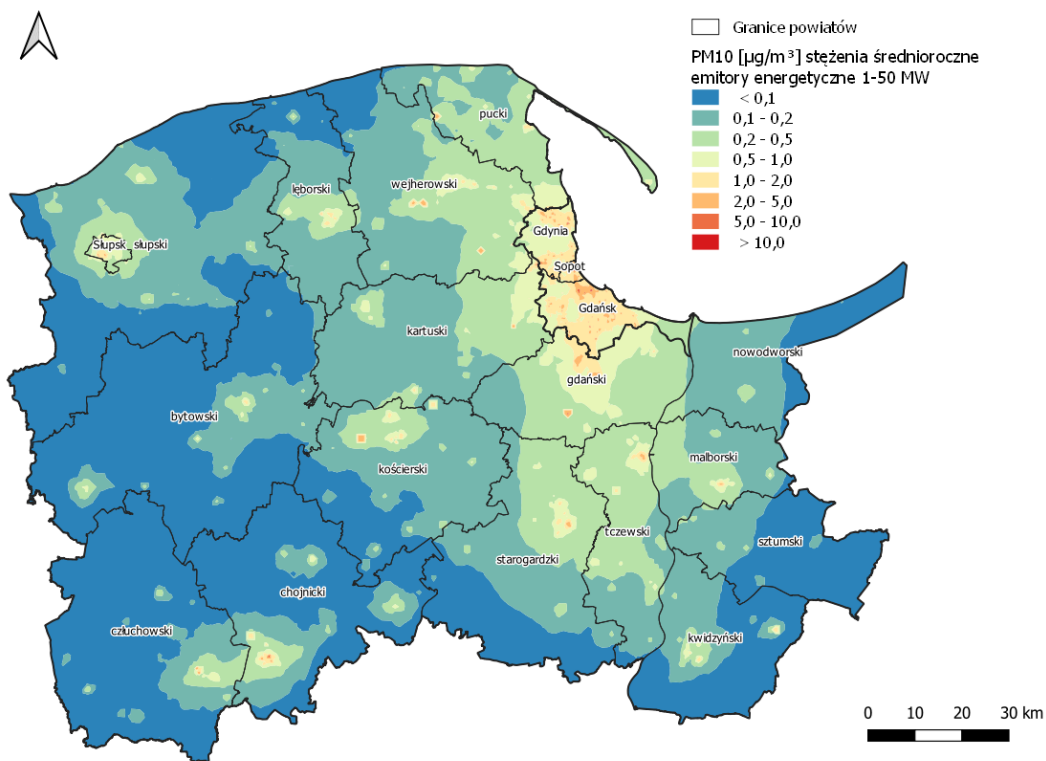 Granice powiatów
PM10 [µg/m³] stężenia średnioroczne
emitory energetyczne 1-50 MW
< 0,1
0,1 - 0,2
0,2 - 0,5
0,5 - 1,0
1,0 - 2,0
2,0 - 5,0
5,0 - 10,0
> 10,0
pucki
lęborski
wejherowski
Gdynia
Słupsk słupski
Sopot
Gdańsk
kartuski
nowodworski
gdański
bytowski
kościerski
malborski
tczewski
sztumski
starogardzki
chojnicki
człuchowski
kwidzyński
0 10 20 30 km